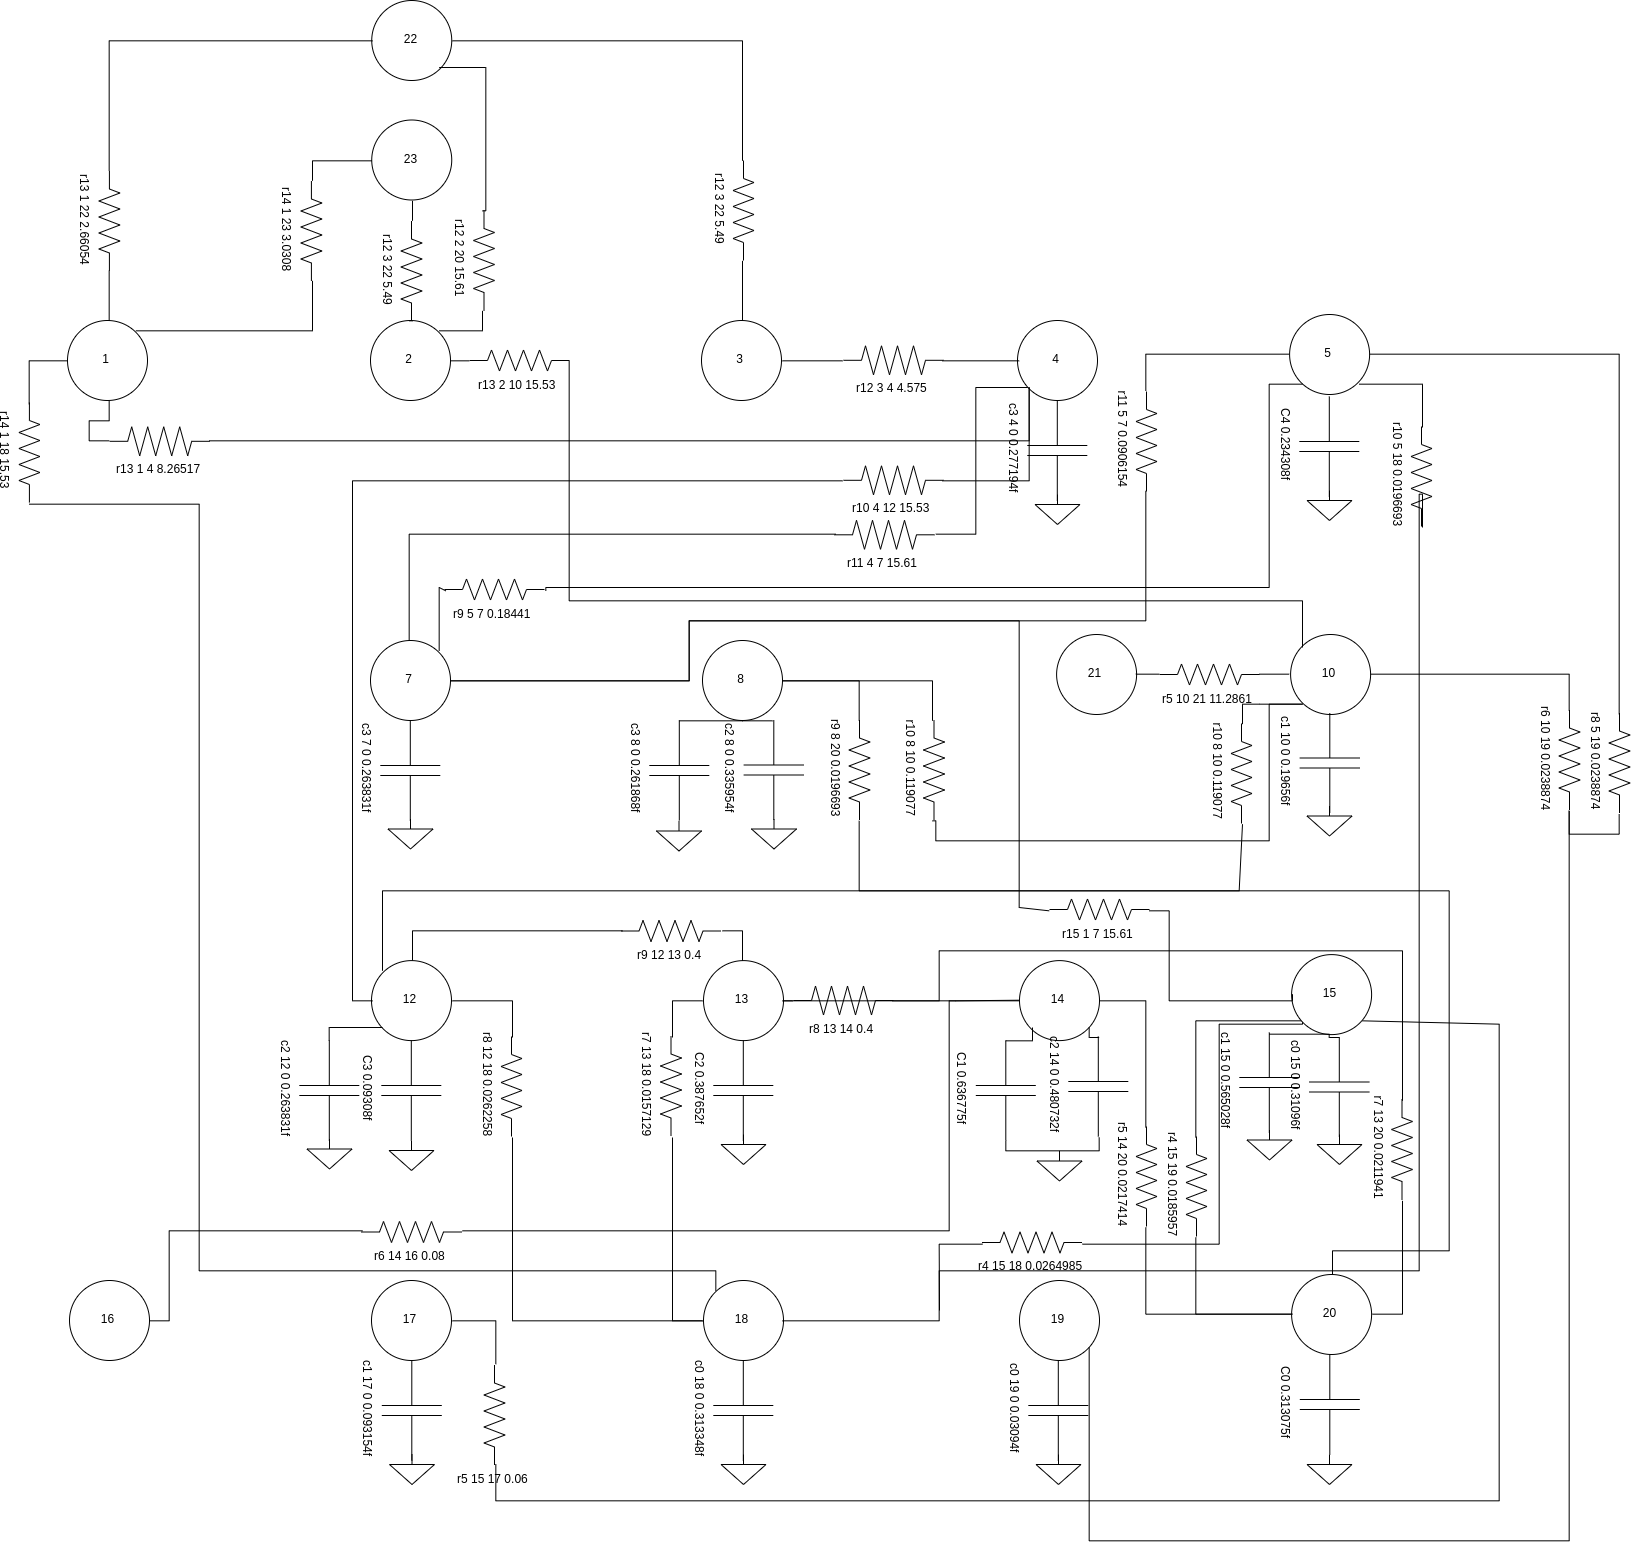 22
23
r13 1 22 2.66054
r14 1 23 3.0308
r12 3 22 5.49
r12 2 20 15.61
r12 3 22 5.49
1
2
3
4
5
r13 2 10 15.53
r12 3 4 4.575
r14 1 18 15.53
r13 1 4 8.26517
c3 4 0 0.277194f
r11 5 7 0.0906154
C4 0.234308f
r10 5 18 0.0196693
r10 4 12 15.53
r11 4 7 15.61
r9 5 7 0.18441
7
8
21
10
r5 10 21 11.2861
c3 7 0 0.263831f
c3 8 0 0.261868f
c2 8 0 0.335954f
r9 8 20 0.0196693
r10 8 10 0.119077
r10 8 10 0.119077
c1 10 0 0.19656f
r6 10 19 0.0238874
r8 5 19 0.0238874
r15 1 7 15.61
r9 12 13 0.4
12
13
14
15
r8 13 14 0.4
c2 12 0 0.263831f
C3 0.09308f
r8 12 18 0.0262258
r7 13 18 0.0157129
C2 0.387652f
C1 0.636775f
c2 14 0 0.480732f
r5 14 20 0.0217414
r4 15 19 0.0185957
c1 15 0 0.565028f
c0 15 0 0.31096f
r7 13 20 0.0211941
r6 14 16 0.08
r4 15 18 0.0264985
16
17
18
19
20
c1 17 0 0.093154f
r5 15 17 0.06
c0 18 0 0.313348f
c0 19 0 0.03094f
C0 0.313075f